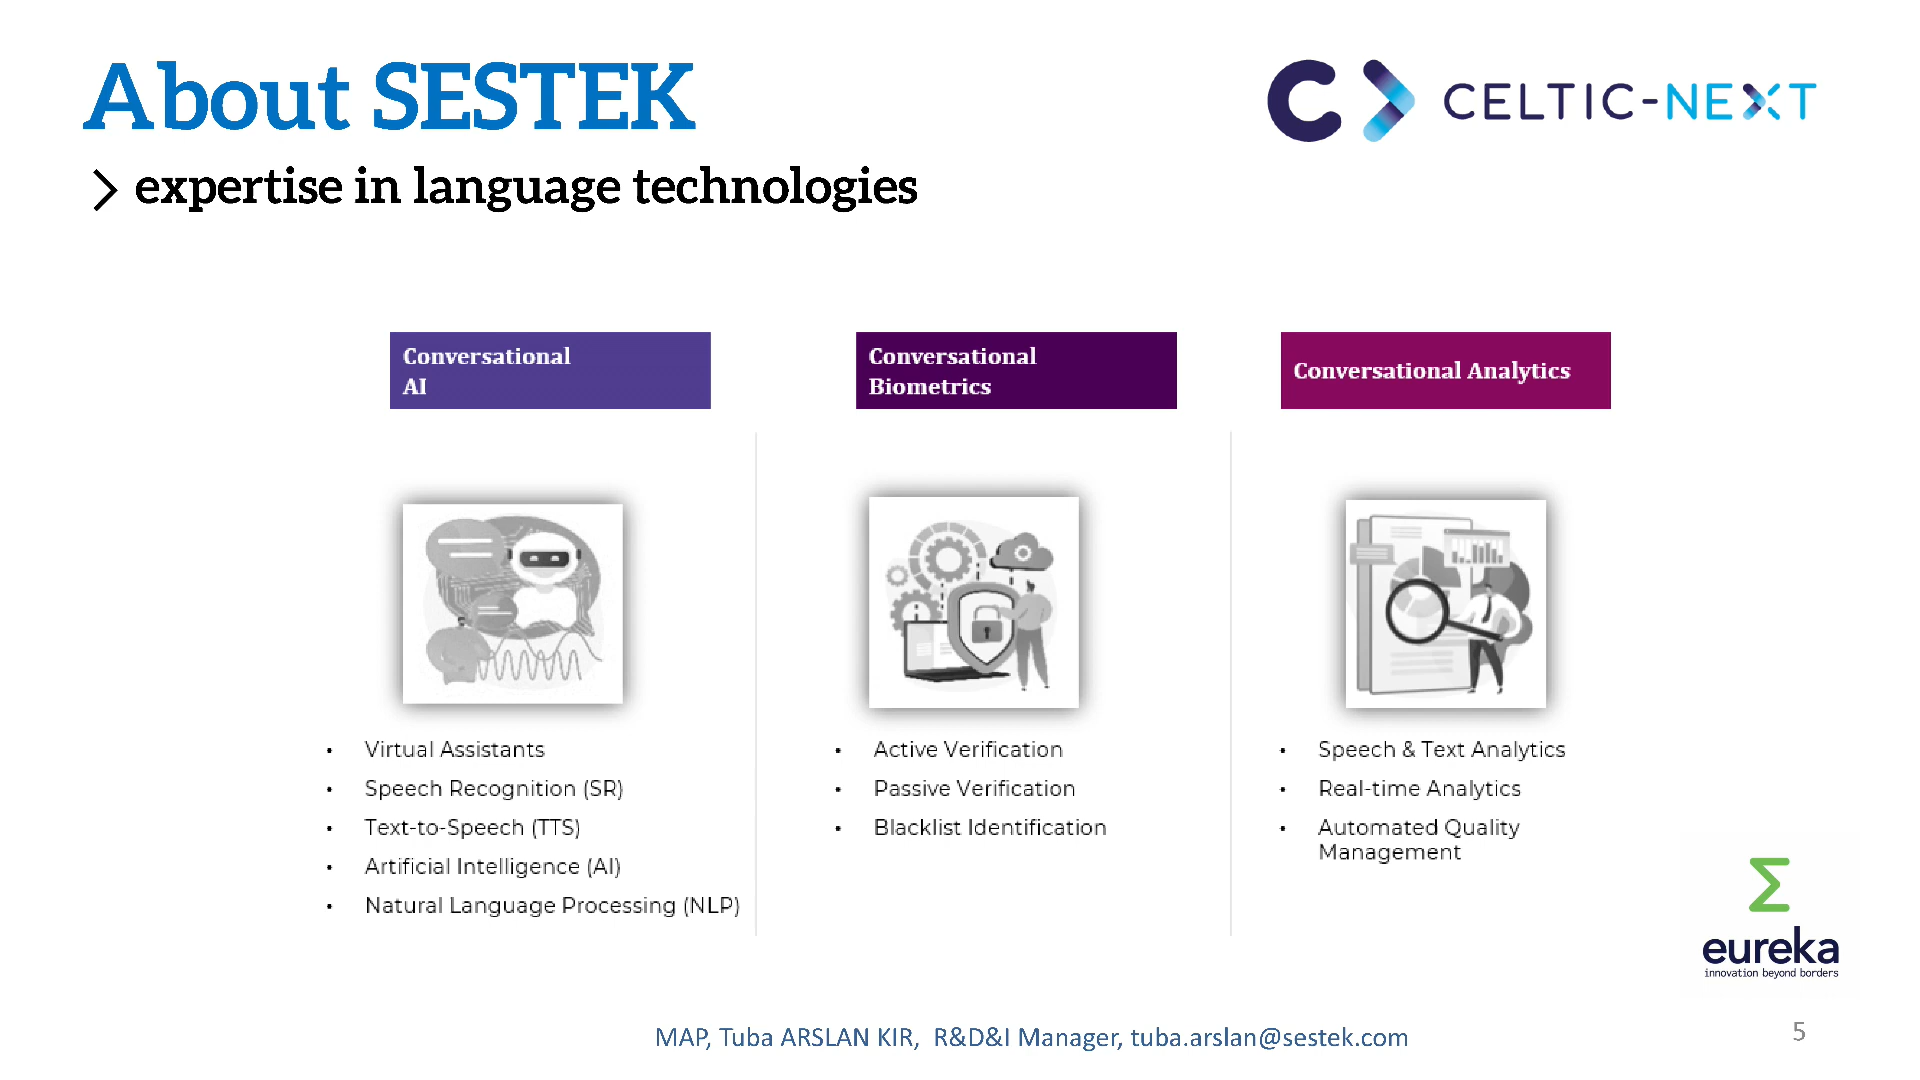 About SESTEK
CELTIC-NEXT
expertise in language technologies
Conversational
AI
Virtual Assistants
Speech Recognition (SR)
Text-to-Speech (TTS)
Artificial Intelligence (AI)
Natural Language Processing (NLP)
Conversational
Biometrics
Active Verification
Passive Verification
Blacklist Identification
Conversational Analytics
Speech & Text Analytics
Real-time Analytics
Automated Quality
Management
eureka
innovation beyond borders
MAP, Tuba ARSLAN KIR, R&D&I Manager, tuba.arslan@sestek.com
5